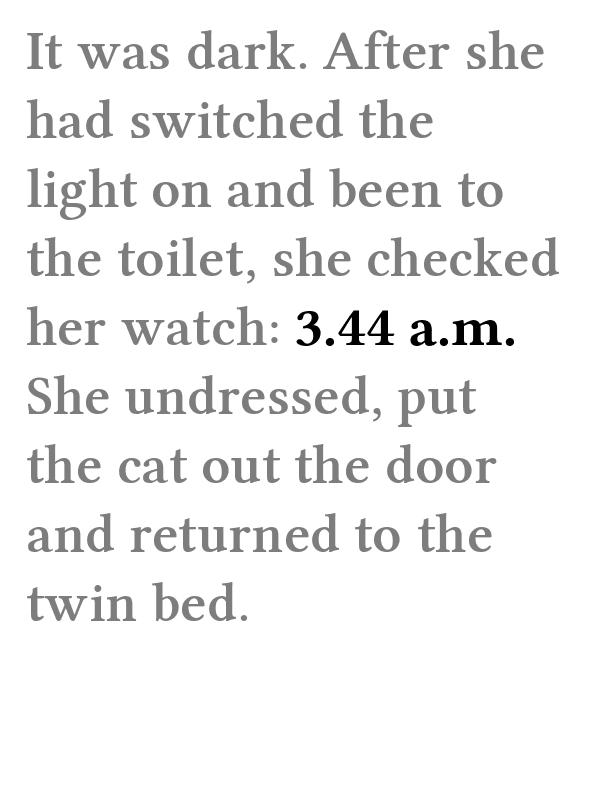 It was dark. After she
had switched the
light on and been to
the toilet, she checked
her watch: 3.44 a.m.
She undressed, put
the cat out the door
and returned to the
twin bed.